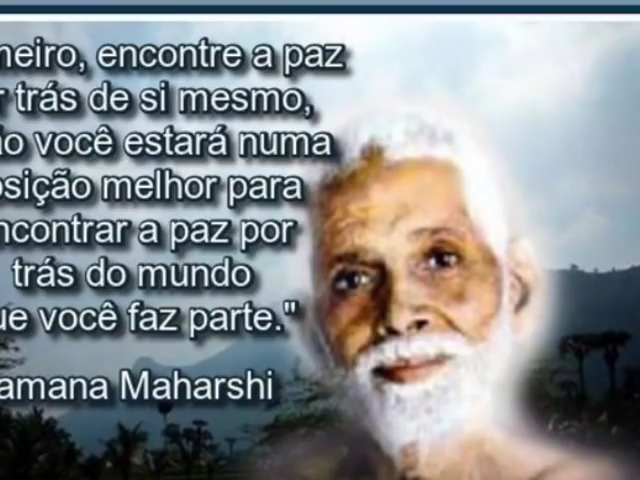 meiro, encontre a paz
r trás de si mesmo,
ão você estará numa
osição melhor para
ncontrar a paz por
trás do mundo
ue você faz parte."
amana Maharshi